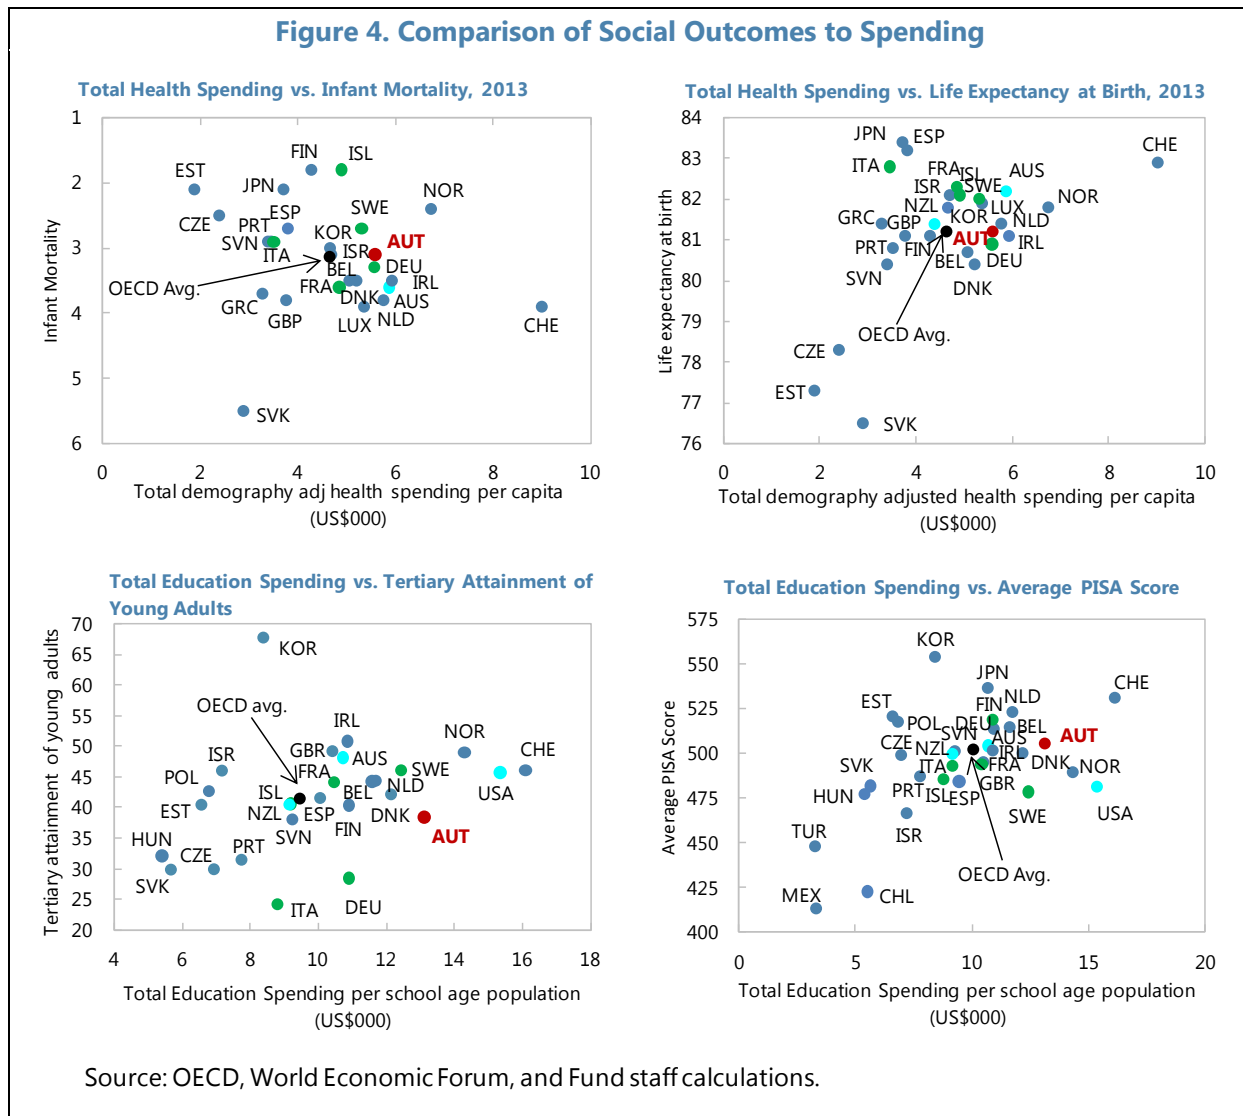 Figure 4. Comparison of Social Outcomes to Spending
Total Health Spending vs. Infant Mortality, 2013
Infant Mortality
1
2
3
4
5
6
0 2 4 6 8 10
EST
CZE
FIN
ISL
JPN
NOR
ESP
PRT
SWE
SVN
ITA
KOR
ISR
AUT
OECD Avg.
BEL
DEU
FRA
DNK
IRL
GRC
GBP
LUX
NLD
AUS
CHE
SVK
Total demography adj health spending per capita
(US$000)
Total Health Spending vs. Life Expectancy at Birth, 2013
Life expectancy at birth
84
83
82
81
80
79
78
77
76
0 2 4 6 8 10
JPN
ESP
CHE
ITA
FRA
ISL
AUS
ISR
SWE
NOR
NZL
LUX
GRC
GBP
KOR
NLD
PRT
FIN
AUT
IRL
SVN
BEL
DEU
DNK
OECD Avg.
CZE
EST
SVK
Total demography adjusted health spending per capita
(US$000)
Total Education Spending vs. Tertiary Attainment of
Young Adults
Tertiary attainment of young adults
70
65
60
55
50
45
40
35
30
25
20
4 6 8 10 12 14 16 18
KOR
OECD avg.
IRL
NOR
GBR
AUS
CHE
ISR
FRA
SWE
POL
ISL
BEL
NLD
USA
EST
NZL
ESP
DNK
SVN
FIN
AUT
HUN
CZE
PRT
SVK
ITA
DEU
Total Education Spending per school age population
(US$000)
Total Education Spending vs. Average PISA Score
Average PISA Score
575
550
525
500
475
450
425
400
0 5 10 15 20
KOR
JPN
CHE
EST
FIN
NLD
POL
DEU
BEL
SVN
AUT
CZE
NZL
AUS
IRL
SVK
ITA
FRA
DNK
NOR
HUN
PRT
ISL
ESP
GBR
USA
SWE
TUR
ISR
OECD Avg.
MEX
CHL
Total Education Spending per school age population
(US$000)
Source: OECD, World Economic Forum, and Fund staff calculations.